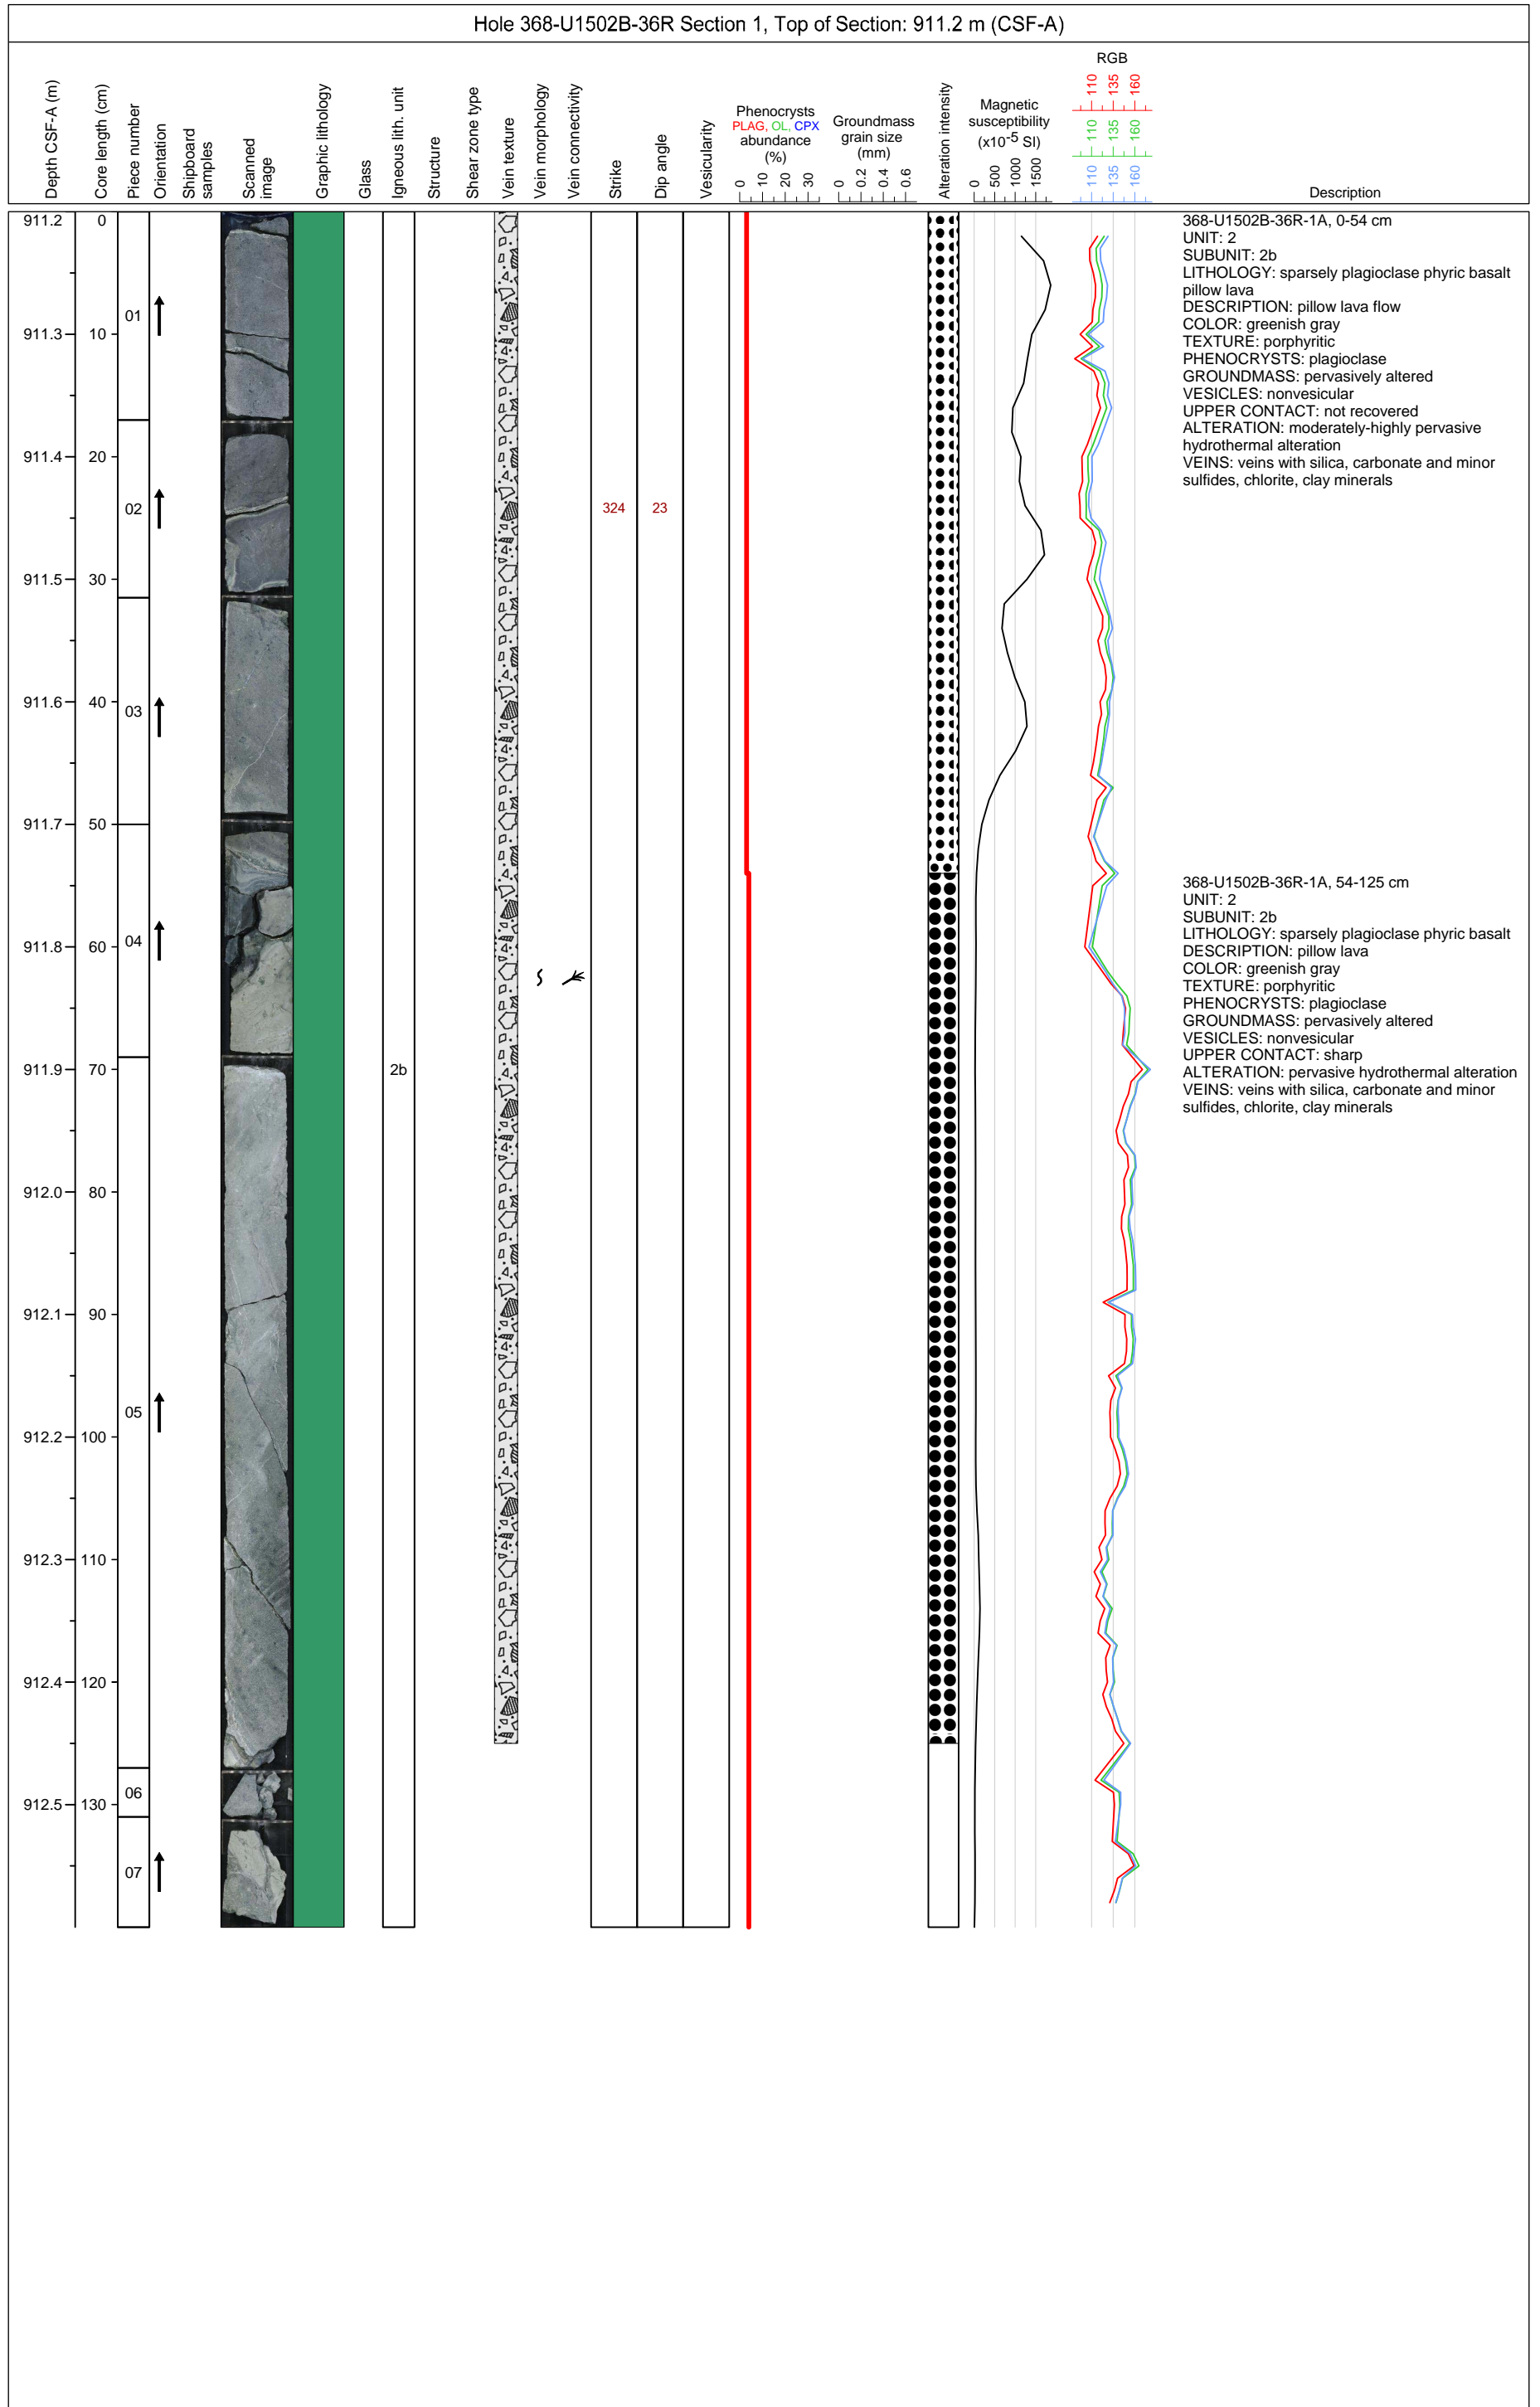 Hole 368-U1502B-36R Section 1, Top of Section: 911.2 m (CSF-A)
Depth CSF-A (m)
Core length (cm)
Piece number
Orientation
Shipboard
samples
Scanned
image
Graphic lithology
Glass
Igneous lith. unit
Structure
Shear zone type
Vein texture
Vein morphology
Vein connectivity
Strike
Dip angle
Vesicularity
Phenocrysts
PLAG, OL, CPX
abundance
(%)
0 10 20 30
Groundmass
grain size
(mm)
0 0.2 0.4 0.6
Alteration intensity
Magnetic
susceptibility
(x10-5 SI)
0 500 1000 1500
RGB
110 135 160
110 135 160
110 135 160
Description
911.2 0
01
911.3 10
911.4 20
02
324 23
911.5 30
911.6 40
03
911.7 50
911.8 60
04
911.9 70
2b
912.0 80
912.1 90
05
912.2 100
912.3 110
912.4 120
06
912.5 130
07
368-U1502B-36R-1A, 0-54 cm
UNIT: 2
SUBUNIT: 2b
LITHOLOGY: sparsely plagioclase phyric basalt
pillow lava
DESCRIPTION: pillow lava flow
COLOR: greenish gray
TEXTURE: porphyritic
PHENOCRYSTS: plagioclase
GROUNDMASS: pervasively altered
VESICLES: nonvesicular
UPPER CONTACT: not recovered
ALTERATION: moderately-highly pervasive
hydrothermal alteration
VEINS: veins with silica, carbonate and minor
sulfides, chlorite, clay minerals
368-U1502B-36R-1A, 54-125 cm
UNIT: 2
SUBUNIT: 2b
LITHOLOGY: sparsely plagioclase phyric basalt
DESCRIPTION: pillow lava
COLOR: greenish gray
TEXTURE: porphyritic
PHENOCRYSTS: plagioclase
GROUNDMASS: pervasively altered
VESICLES: nonvesicular
UPPER CONTACT: sharp
ALTERATION: pervasive hydrothermal alteration
VEINS: veins with silica, carbonate and minor
sulfides, chlorite, clay minerals